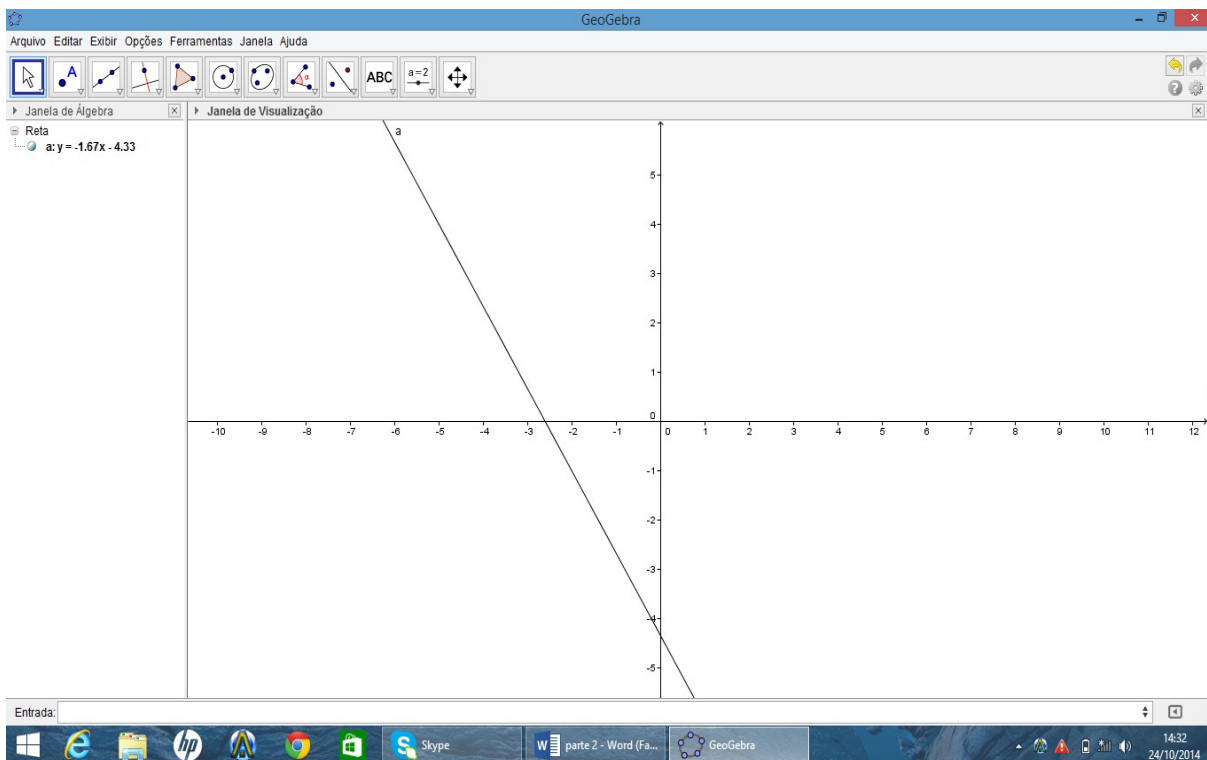 GeoGebra
Arquivo Editar Exibir Opções Ferramentas Janela Ajuda
A
α
ABC
a=2
Janela de Álgebra
Janela de Visualização
Reta
a: y = -1.67x - 4.33
a
5
4
3
2
1
0
-10 -9 -8 -7 -6 -5 -4 -3 -2 -1 0 1 2 3 4 5 6 7 8 9 10 11 12
-1
-2
-3
-4
-5
Entrada:
hp
Skype
parte 2 - Word (Fa...
GeoGebra
14:32
24/10/2014